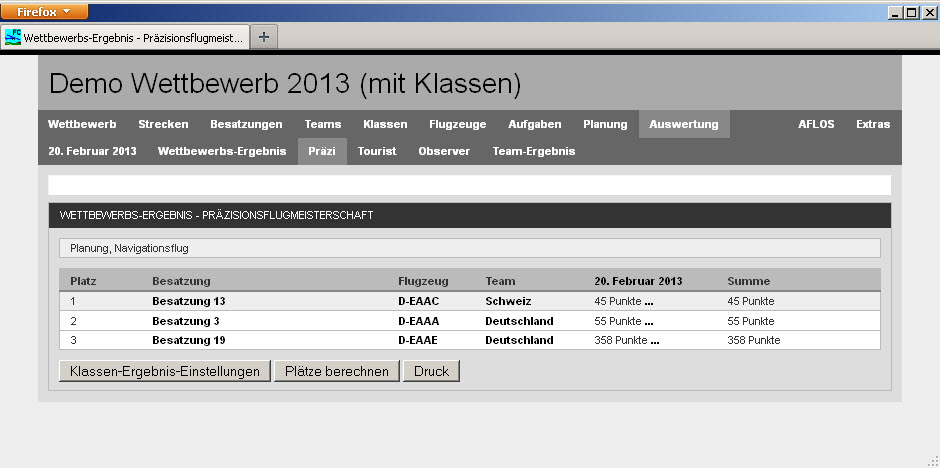 Firefox
Wettbewerbs-Ergebnis - Präzisionsflugmeist...
Demo Wettbewerb 2013 (mit Klassen)
Wettbewerb Strecken Besatzungen Teams Klassen Flugzeuge Aufgaben Planung Auswertung AFLOS Extras
20. Februar 2013 Wettbewerbs-Ergebnis Präzi Tourist Observer Team-Ergebnis
WETTBEWERBS-ERGEBNIS - PRÄZISIONSFLUGMEISTERSCHAFT
Planung, Navigationsflug
Platz Besatzung Flugzeug Team 20. Februar 2013 Summe
1 Besatzung 13 D-EAAC Schweiz 45 Punkte ... 45 Punkte
2 Besatzung 3 D-EAAA Deutschland 55 Punkte ... 55 Punkte
3 Besatzung 19 D-EAAE Deutschland 358 Punkte ... 358 Punkte
Klassen-Ergebnis-Einstellungen Plätze berechnen Druck